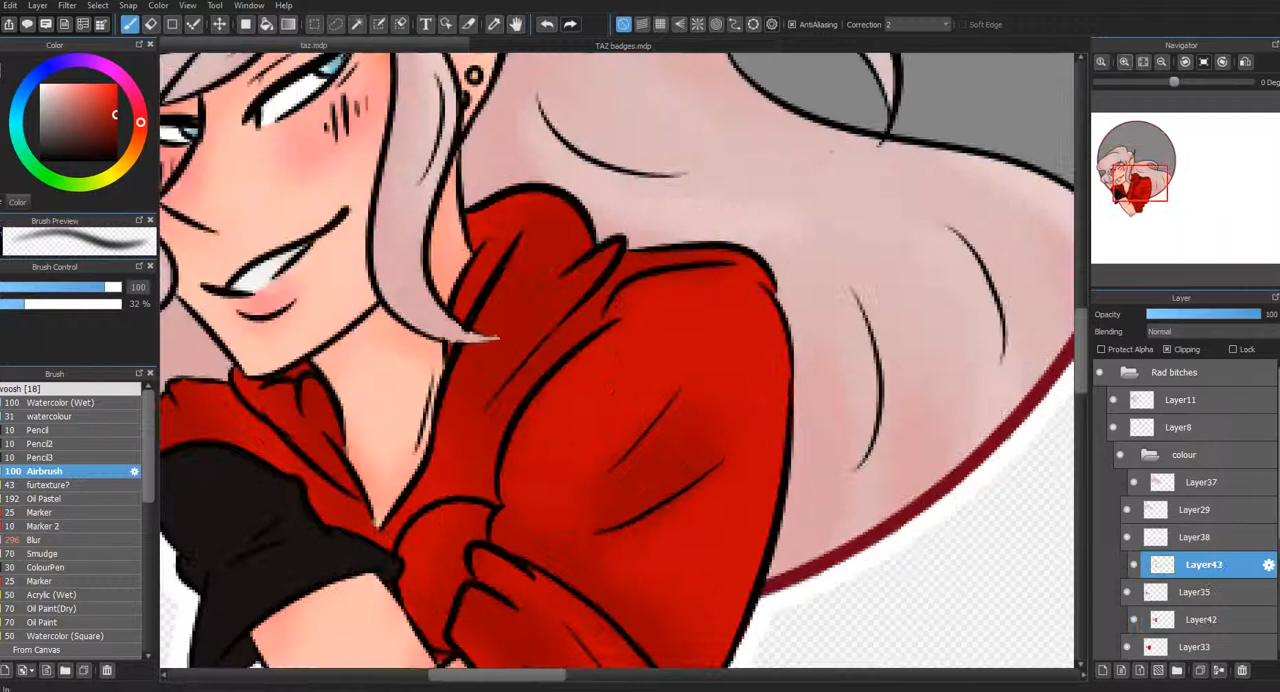 Edit Layer Filter Select Snap Color View Tool Window Help
AntiAliasing Correction 2 Soft Edge
Color taz.mdp TAZ badges.mdp Navigator
0 Deg
Color
Brush Preview
Brush Control
100
32 %
Layer
Opacity 100
Blending Normal
Protect Alpha Clipping Lock
Rad bitches
Layer11
Layer8
colour
Layer37
Layer29
Layer38
Layer43
Layer35
Layer42
Layer33
Brush
woosh [18]
100 Watercolor (Wet)
31 watercolour
10 Pencil
10 Pencil2
10 Pencil3
100 Airbrush
43 furtexture?
192 Oil Pastel
25 Marker
10 Marker 2
296 Blur
70 Smudge
30 ColourPen
25 Marker
50 Acrylic (Wet)
70 Oil Paint(Dry)
70 Oil Paint
50 Watercolor (Square)
From Canvas